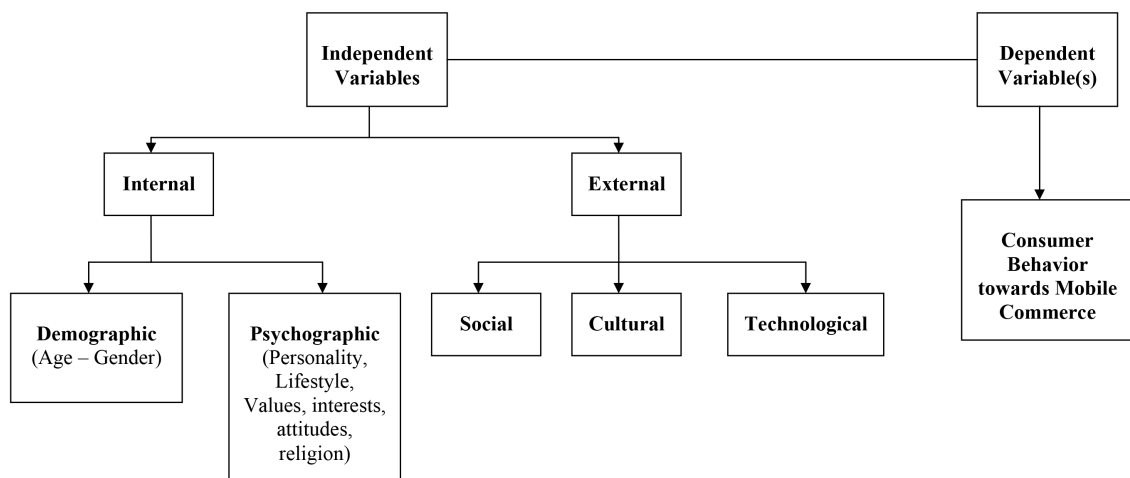 Independent
Variables
Dependent
Variable(s)
Internal
External
Consumer
Behavior
towards Mobile
Commerce
Demographic
(Age – Gender)
Psychographic
(Personality,
Lifestyle,
Values, interests,
attitudes,
religion)
Social
Cultural
Technological